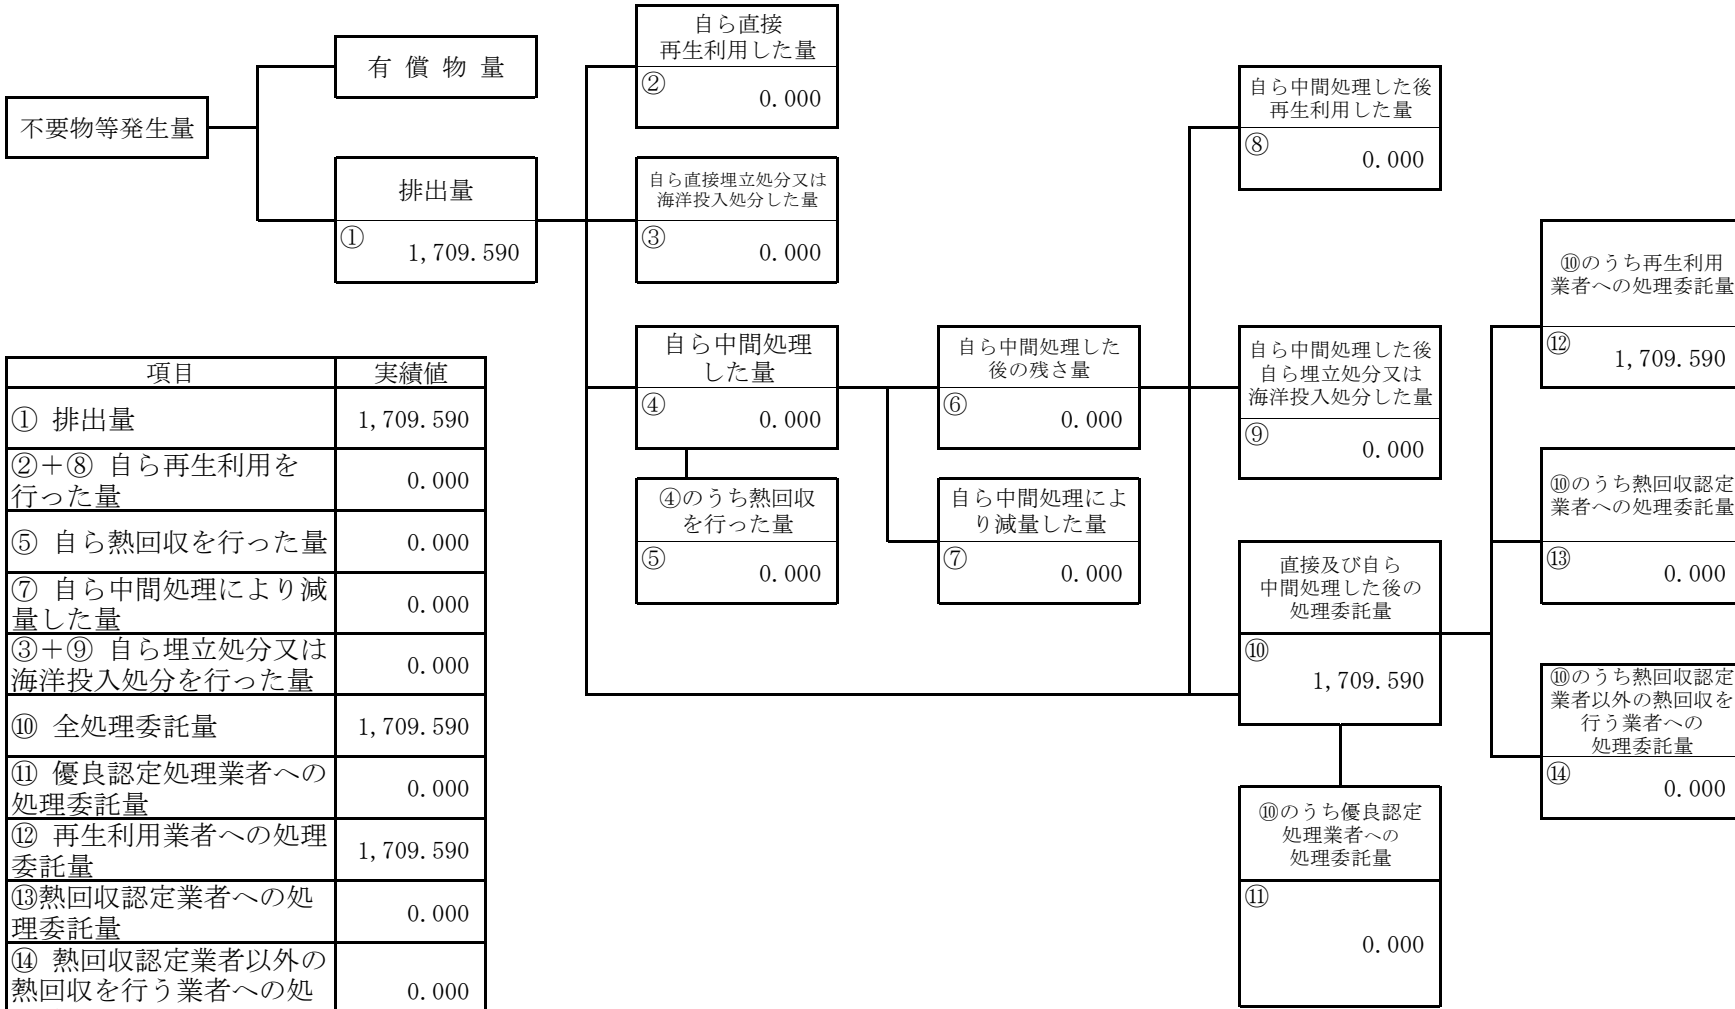 不要物等発生量
有 償 物 量
排出量
①
1,709.590
自ら直接
再生利用した量
②
0.000
自ら直接埋立処分又は
海洋投入処分した量
③
0.000
自ら中間処理
した量
④
0.000
④のうち熱回収
を行った量
⑤
0.000
自ら中間処理した
後の残さ量
⑥
0.000
自ら中間処理によ
り減量した量
⑦
0.000
自ら中間処理した後
再生利用した量
⑧
0.000
自ら中間処理した後
自ら埋立処分又は
海洋投入処分した量
⑨
0.000
直接及び自ら
中間処理した後の
処理委託量
⑩
1,709.590
⑩のうち優良認定
処理業者への
処理委託量
⑪
0.000
⑩のうち再生利用
業者への処理委託量
⑫
1,709.590
⑩のうち熱回収認定
業者への処理委託量
⑬
0.000
⑩のうち熱回収認定
業者以外の熱回収を
行う業者への
処理委託量
⑭
0.000
項目 実績値
① 排出量 1,709.590
②+⑧ 自ら再生利用を
行った量 0.000
⑤ 自ら熱回収を行った量 0.000
⑦ 自ら中間処理により減
量した量 0.000
③+⑨ 自ら埋立処分又は
海洋投入処分を行った量 0.000
⑩ 全処理委託量 1,709.590
⑪ 優良認定処理業者への
処理委託量 0.000
⑫ 再生利用業者への処理
委託量 1,709.590
⑬熱回収認定業者への処
理委託量 0.000
⑭ 熱回収認定業者以外の
熱回収を行う業者への処 0.000